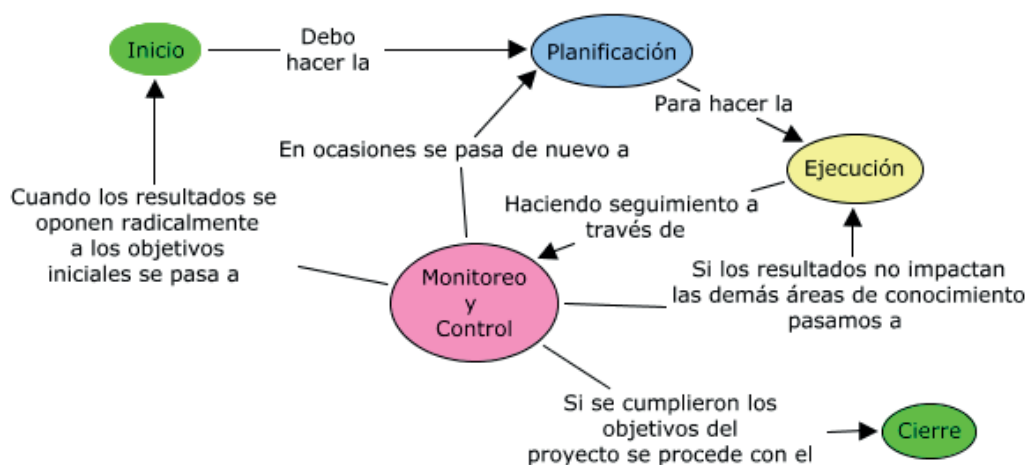 Inicio
Debo
hacer la
Planificación
Para hacer la
Ejecución
En ocasiones se pasa de nuevo a
Haciendo seguimiento a
través de
Cuando los resultados se
oponen radicalmente
a los objetivos
iniciales se pasa a
Monitoreo
y
Control
Si los resultados no impactan
las demás áreas de conocimiento
pasamos a
Si se cumplieron los
objetivos del
proyecto se procede con el
Cierre